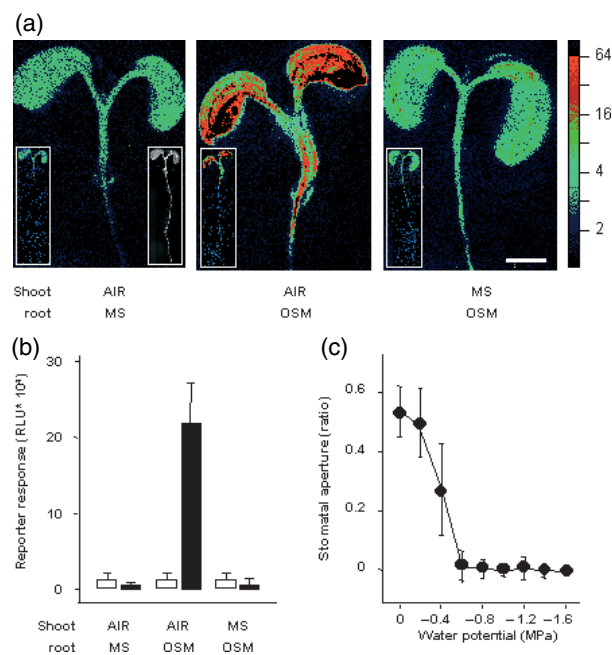 (a)
64
16
4
2
Shoot AIR AIR MS
root MS OSM OSM
(b)
30
20
10
0
Reporter response (RLU* 10⁴)
Shoot AIR AIR MS
root MS OSM OSM
(c)
0.6
0.4
0.2
0
Stomatal aperture (ratio)
0 −0.4 −0.8 −1.2 −1.6
Water potential (MPa)